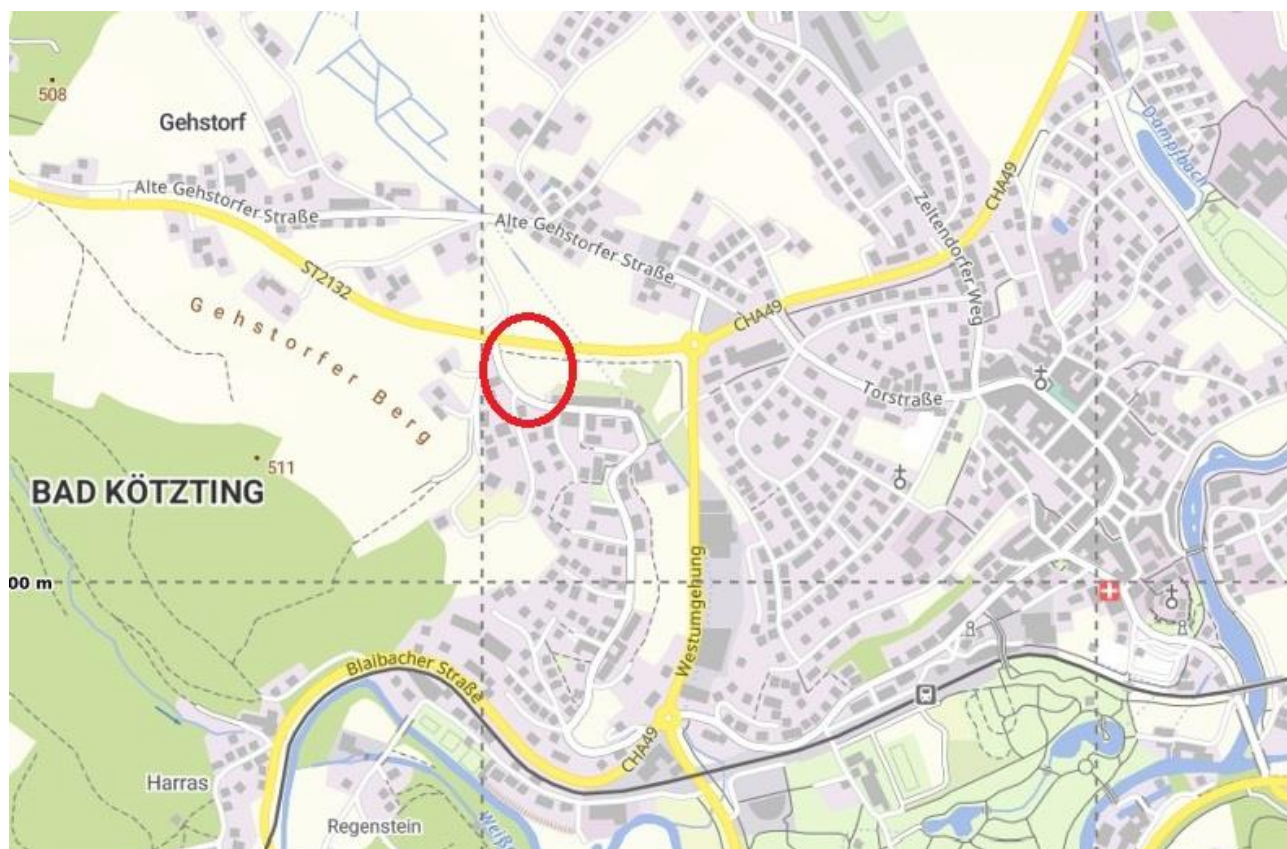 508
Gehstorf
Dampfbach
Alte Gehstorfer Straße
CHA49
Alte Gehstorfer Straße
Zeltendorfer Weg
ST2132
CHA49
Gehstorfer Berg
Torstraße
511
BAD KÖTZTING
00 m
Westumgehung
Blaibacher Straße
CHA49
Harras
Regenstein
Weiße